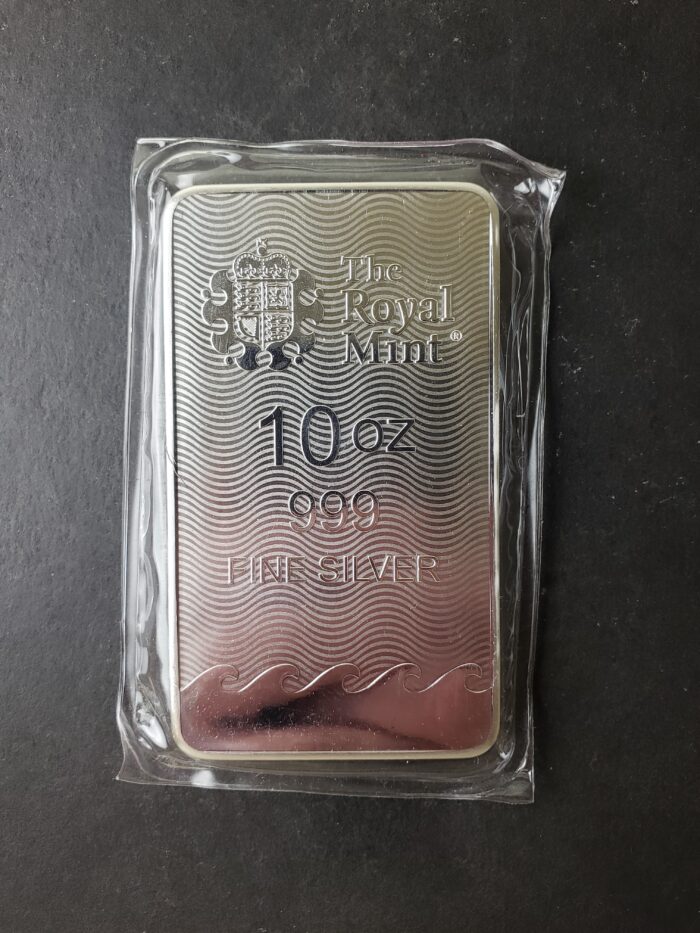 The
Royal
Mint®
10 oz
999
FINE SILVER